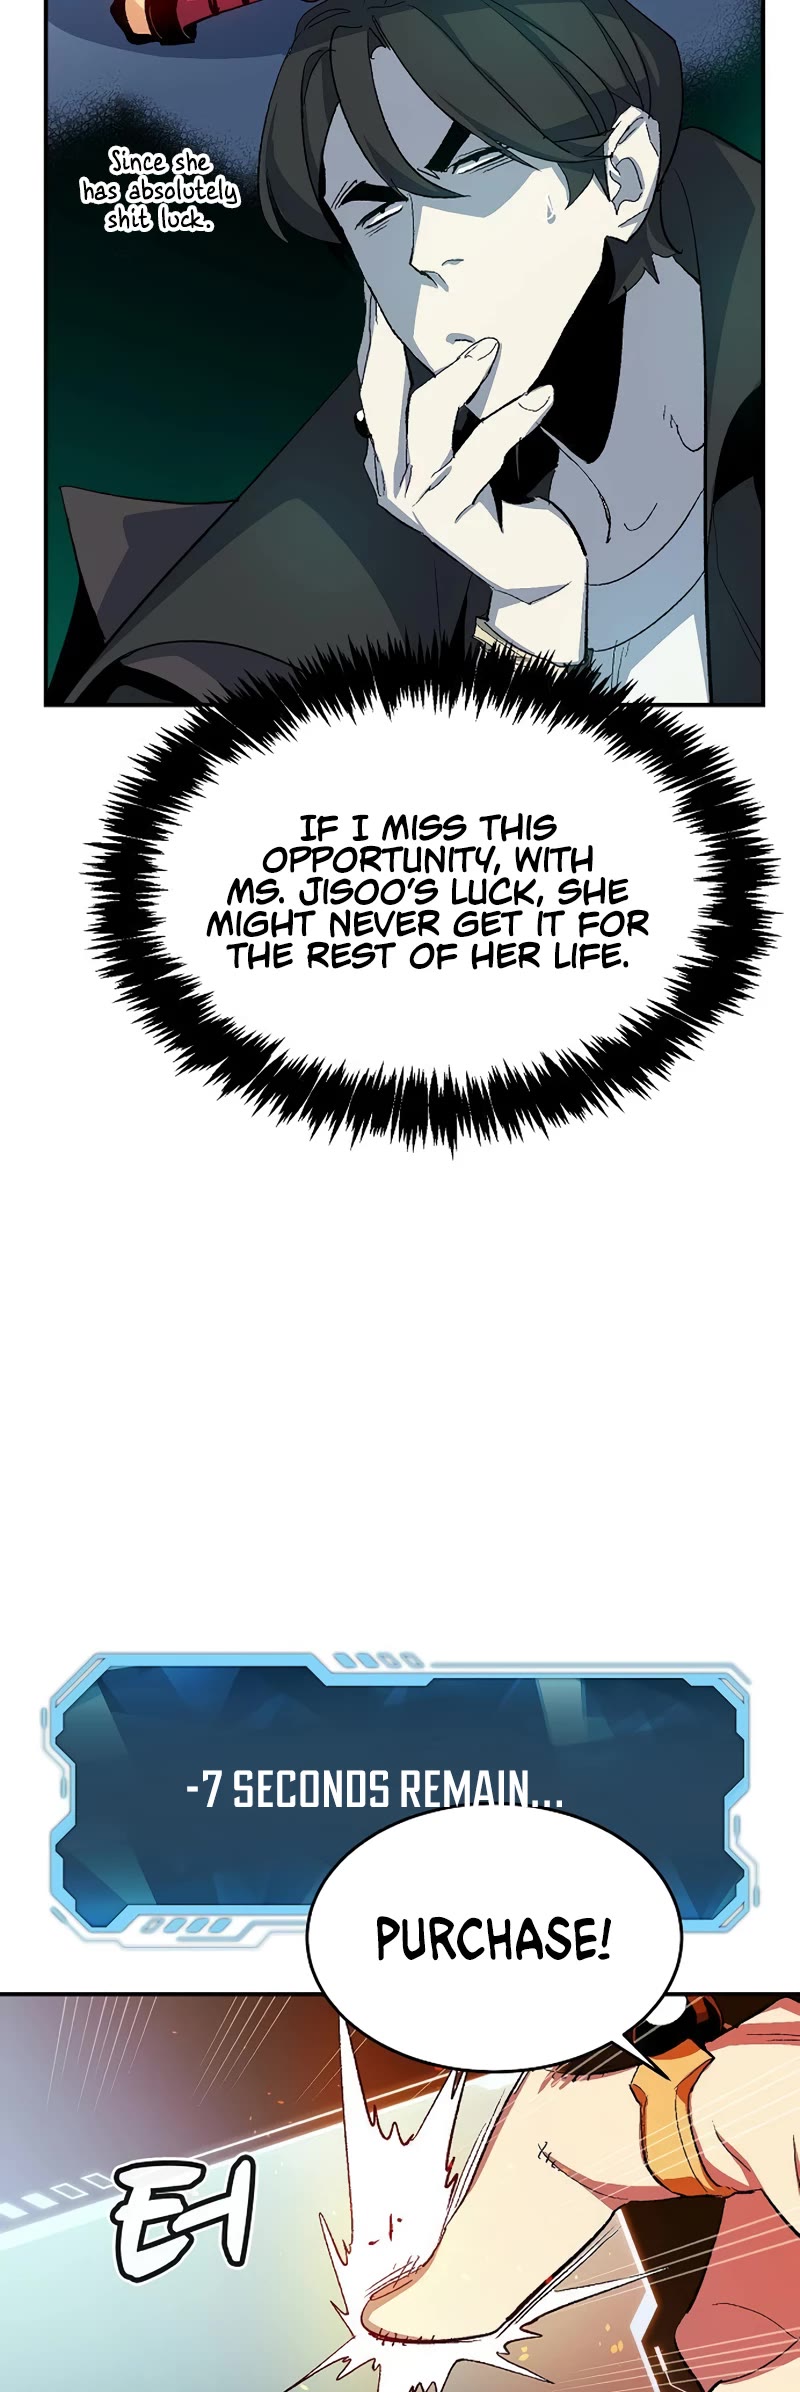 Since she
has absolutely
shit luck.
IF I MISS THIS
OPPORTUNITY, WITH
MS. JISOO'S LUCK, SHE
MIGHT NEVER GET IT FOR
THE REST OF HER LIFE.
-7 SECONDS REMAIN...
PURCHASE!
터